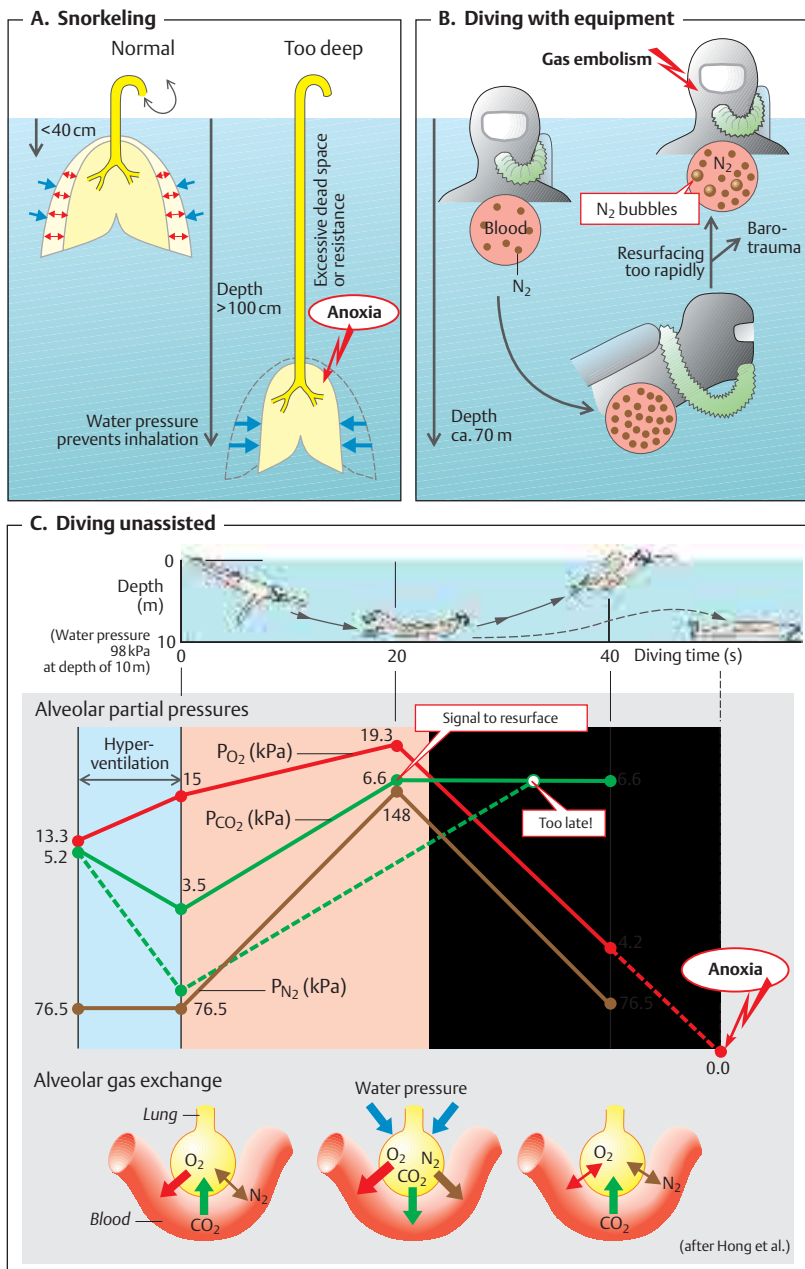 A. Snorkeling
Normal
Too deep
<40 cm
Depth
>100 cm
Excessive dead space
or resistance
Anoxia
Water pressure
prevents inhalation
B. Diving with equipment
Gas embolism
N₂
N₂ bubbles
Blood
N₂
Resurfacing
too rapidly
Baro-
trauma
Depth
ca. 70 m
C. Diving unassisted
0
Depth
(m)
10
(Water pressure
98 kPa
at depth of 10 m)
0
20
40
Diving time (s)
Alveolar partial pressures
Signal to resurface
Hyper-
ventilation
PO₂ (kPa)
19.3
15
6.6
6.6
PCO₂ (kPa)
148
Too late!
13.3
5.2
3.5
4.2
Anoxia
PN₂ (kPa)
76.5
76.5
76.5
0.0
Alveolar gas exchange
Water pressure
Lung
O₂
N₂
CO₂
Blood
O₂
N₂
CO₂
O₂
N₂
CO₂
(after Hong et al.)